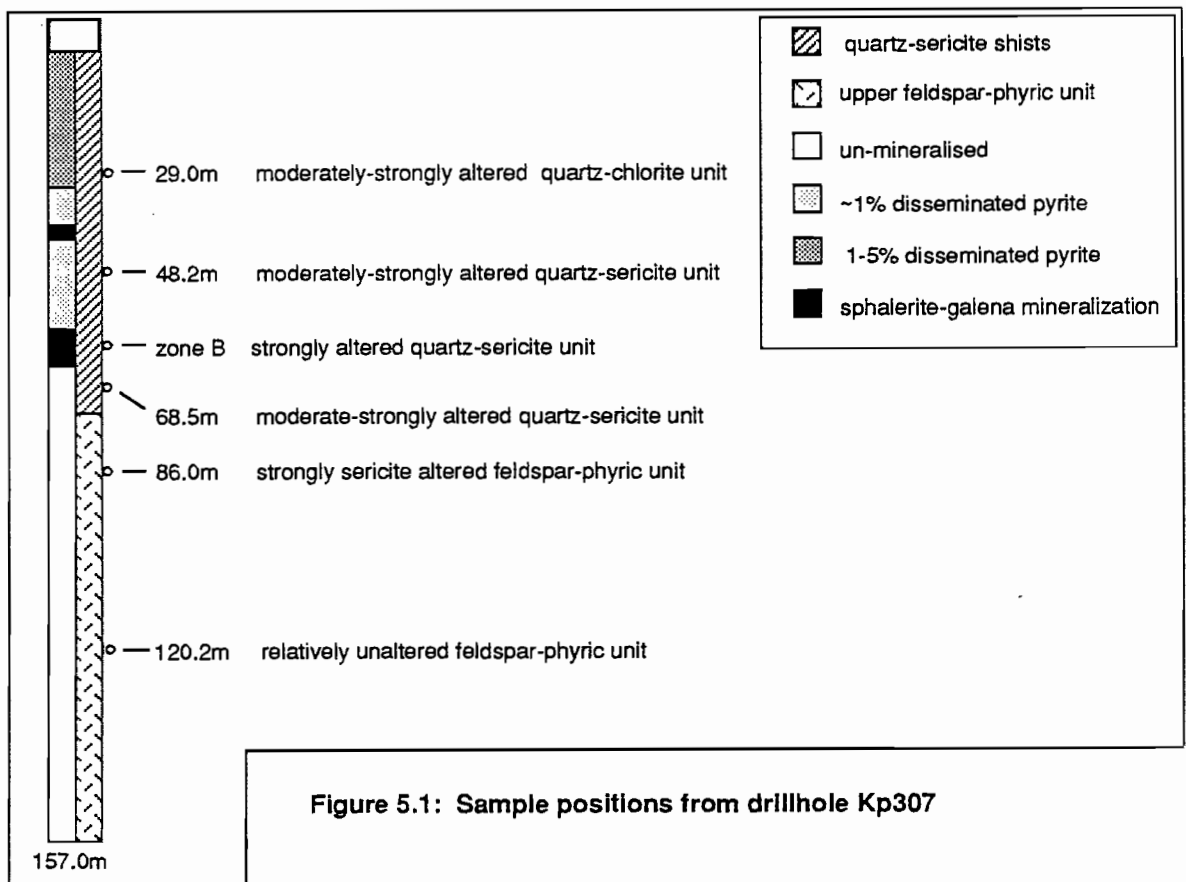 quartz-sericite shists
upper feldspar-phyric unit
un-mineralised
~1% disseminated pyrite
1-5% disseminated pyrite
sphalerite-galena mineralization
29.0m moderately-strongly altered quartz-chlorite unit
48.2m moderately-strongly altered quartz-sericite unit
zone B strongly altered quartz-sericite unit
68.5m moderate-strongly altered quartz-sericite unit
86.0m strongly sericite altered feldspar-phyric unit
120.2m relatively unaltered feldspar-phyric unit
157.0m
Figure 5.1: Sample positions from drillhole Kp307